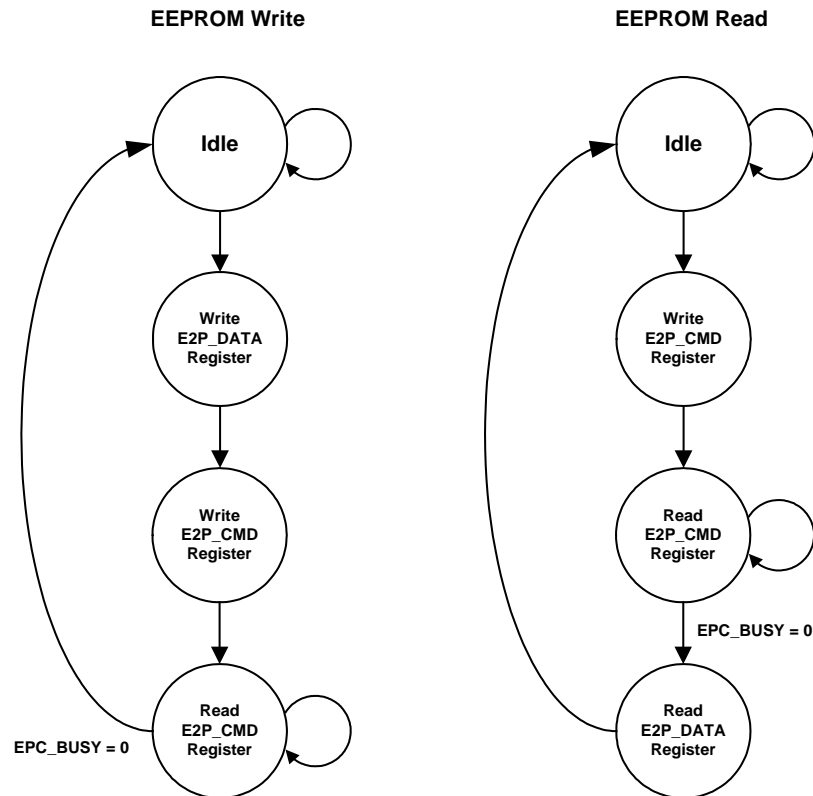 EEPROM Write
Idle
Write
E2P_DATA
Register
Write
E2P_CMD
Register
Read
E2P_CMD
Register
EPC_BUSY = 0
EEPROM Read
Idle
Write
E2P_CMD
Register
Read
E2P_CMD
Register
EPC_BUSY = 0
Read
E2P_DATA
Register